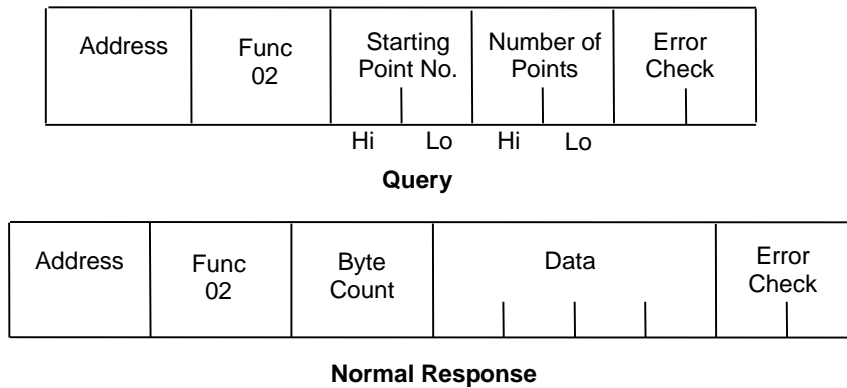 Address Func Starting Number of Error
02 Point No. Points Check
Hi Lo Hi Lo
Query
Address Func Byte Data Error
02 Count Check
Normal Response